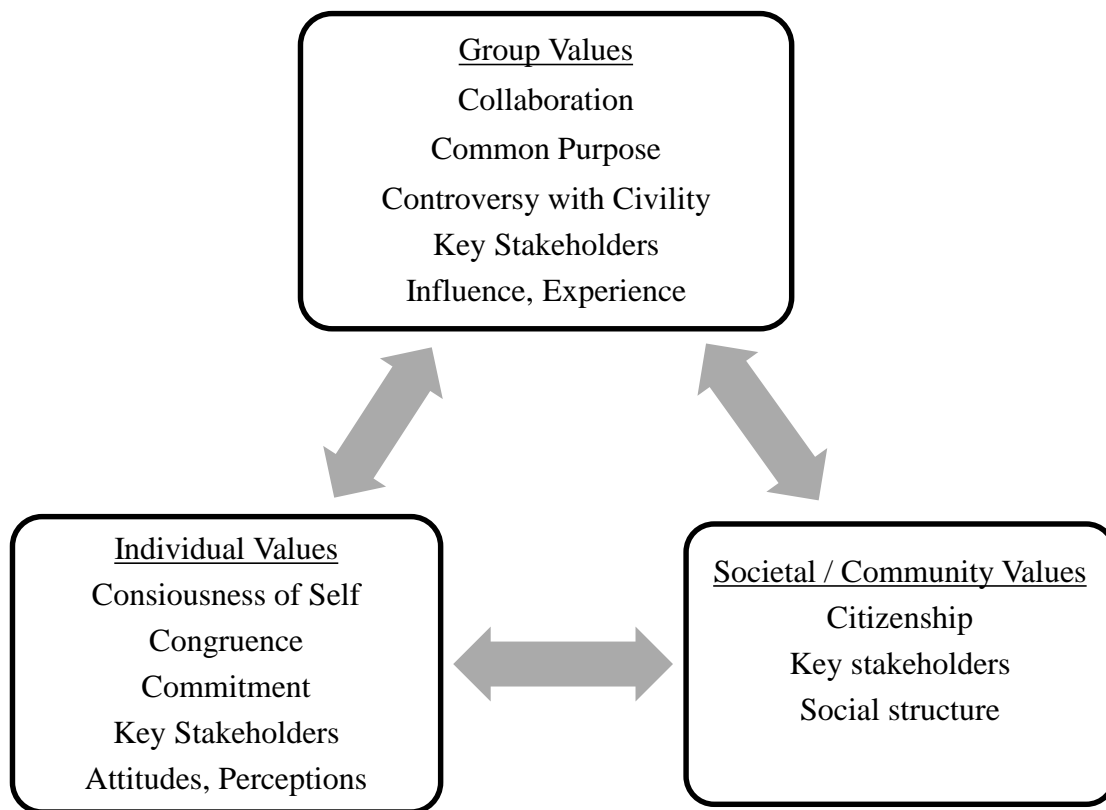 Group Values
Collaboration
Common Purpose
Controversy with Civility
Key Stakeholders
Influence, Experience
Individual Values
Consiousness of Self
Congruence
Commitment
Key Stakeholders
Attitudes, Perceptions
Societal / Community Values
Citizenship
Key stakeholders
Social structure